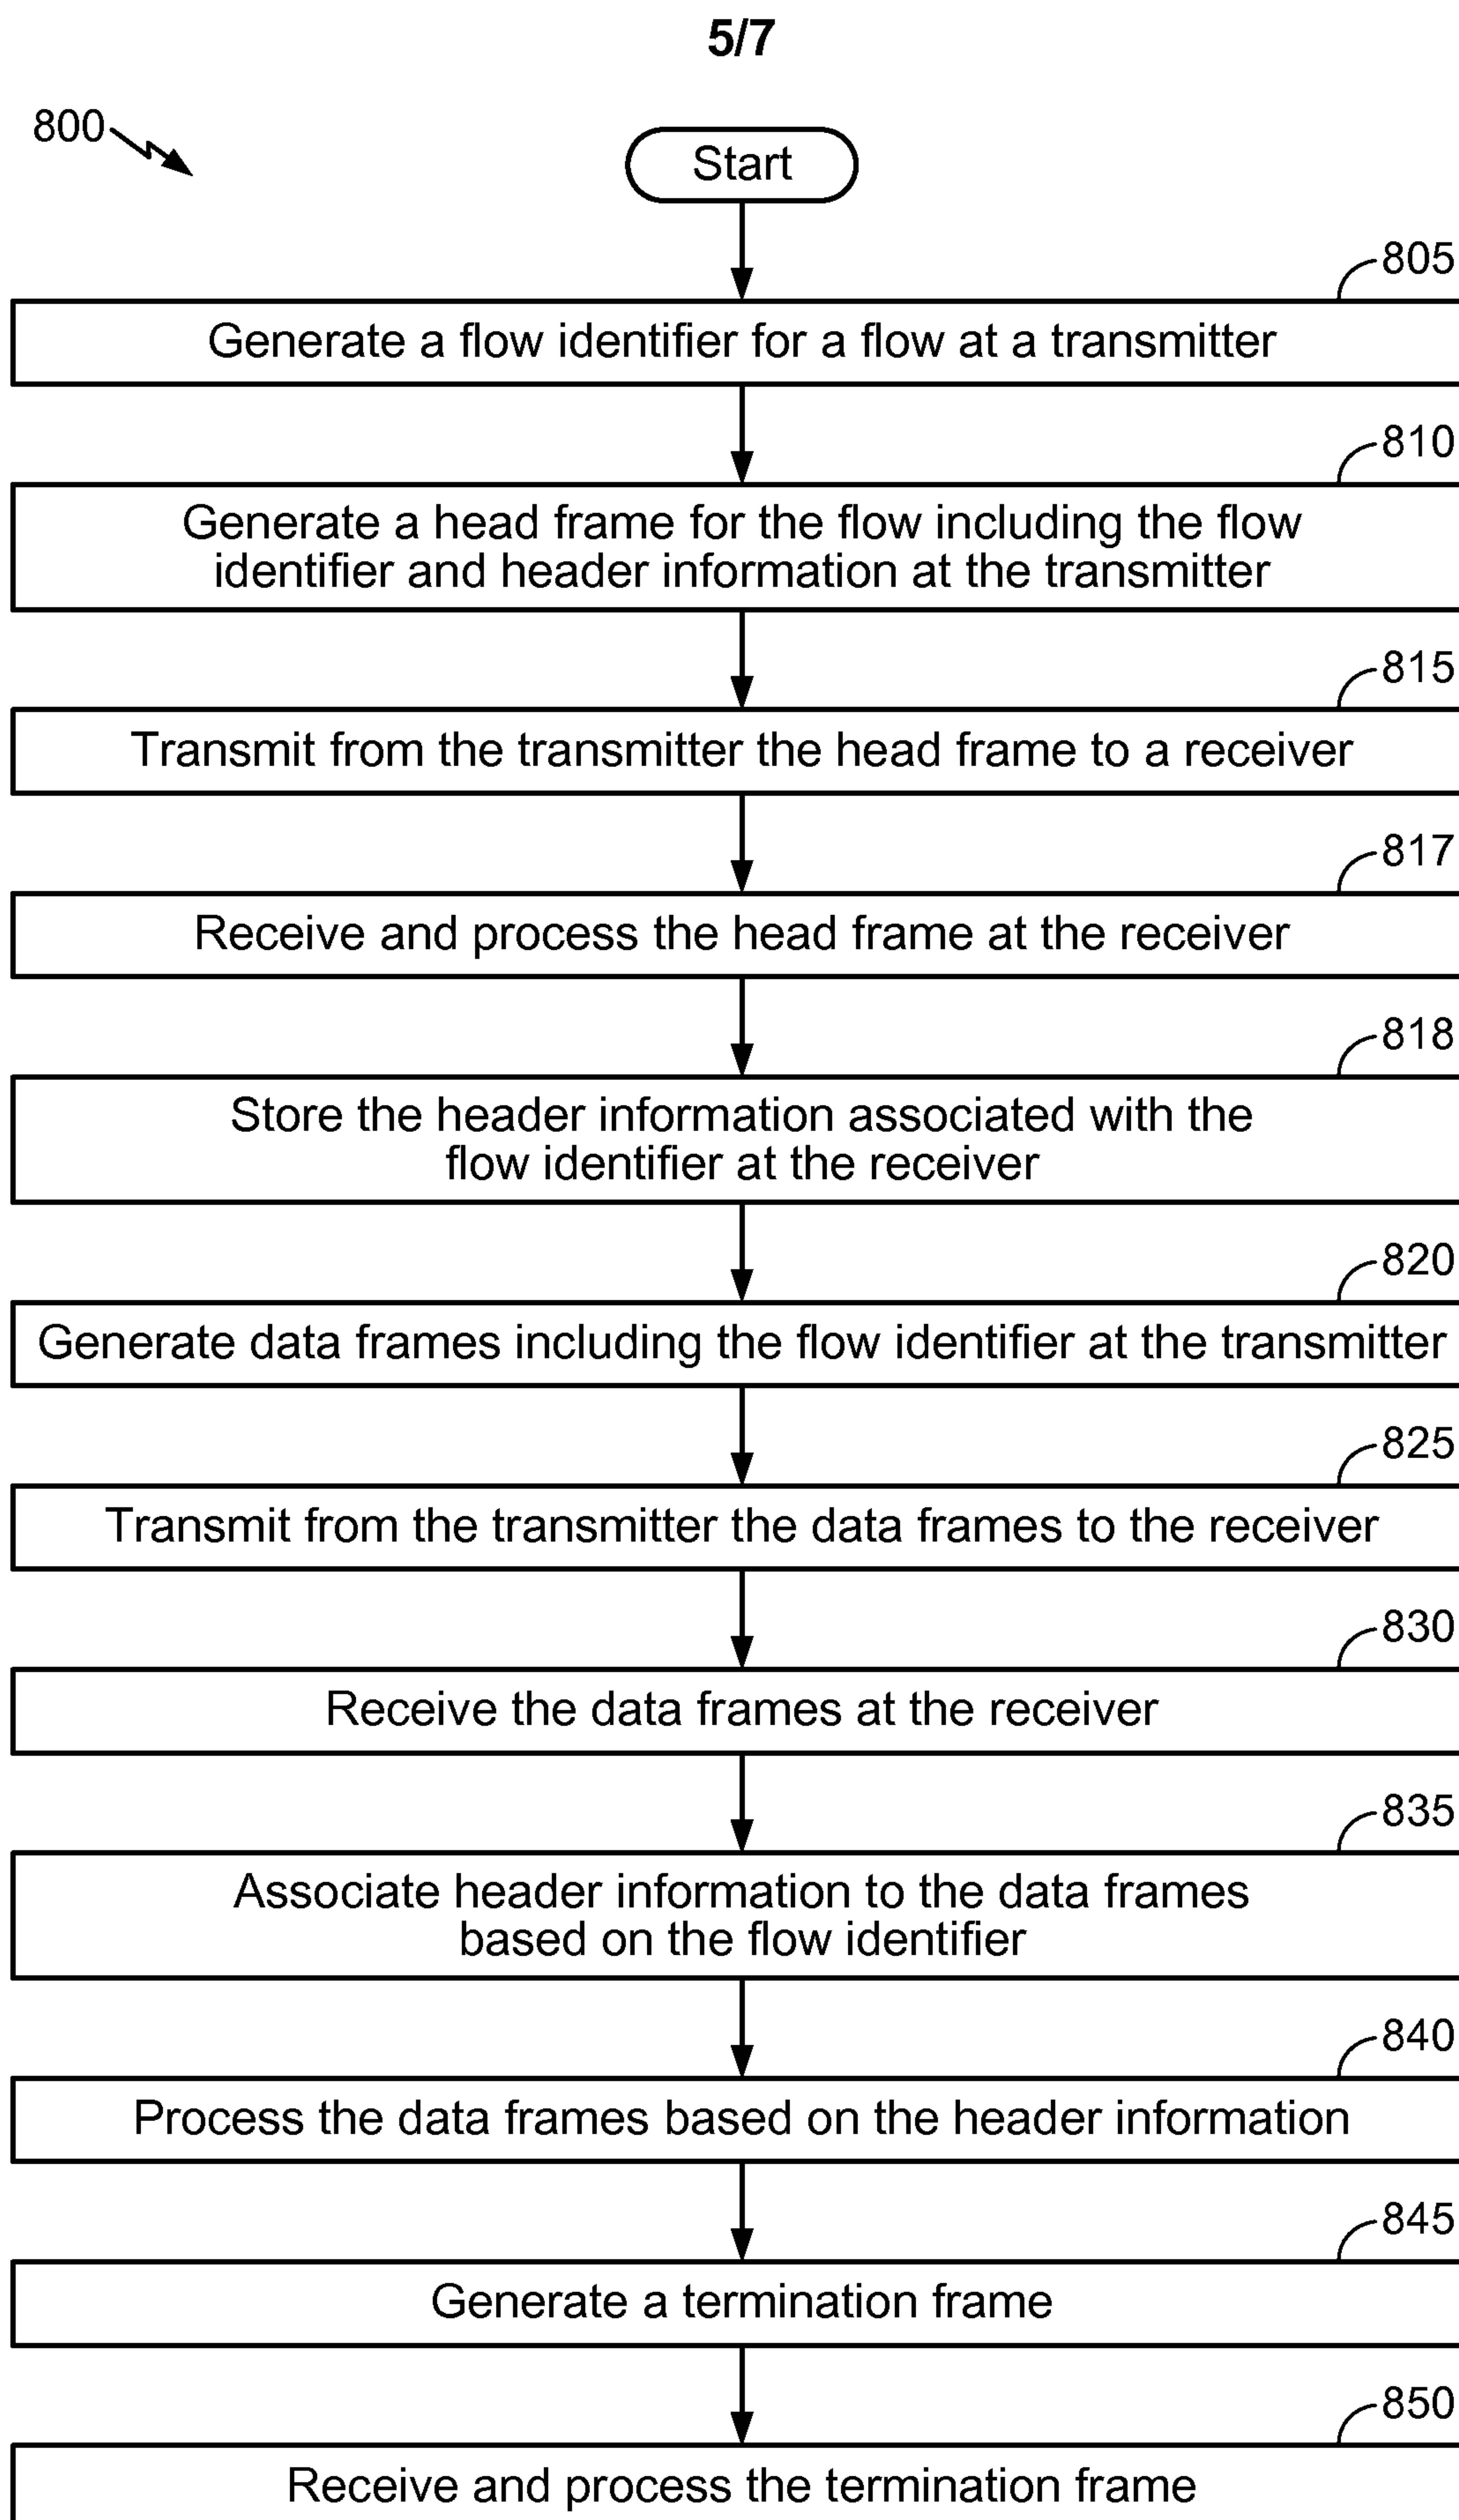 5/7
800
Start
805
Generate a flow identifier for a flow at a transmitter
810
Generate a head frame for the flow including the flow
identifier and header information at the transmitter
815
Transmit from the transmitter the head frame to a receiver
817
Receive and process the head frame at the receiver
818
Store the header information associated with the
flow identifier at the receiver
820
Generate data frames including the flow identifier at the transmitter
825
Transmit from the transmitter the data frames to the receiver
830
Receive the data frames at the receiver
835
Associate header information to the data frames
based on the flow identifier
840
Process the data frames based on the header information
845
Generate a termination frame
850
Receive and process the termination frame